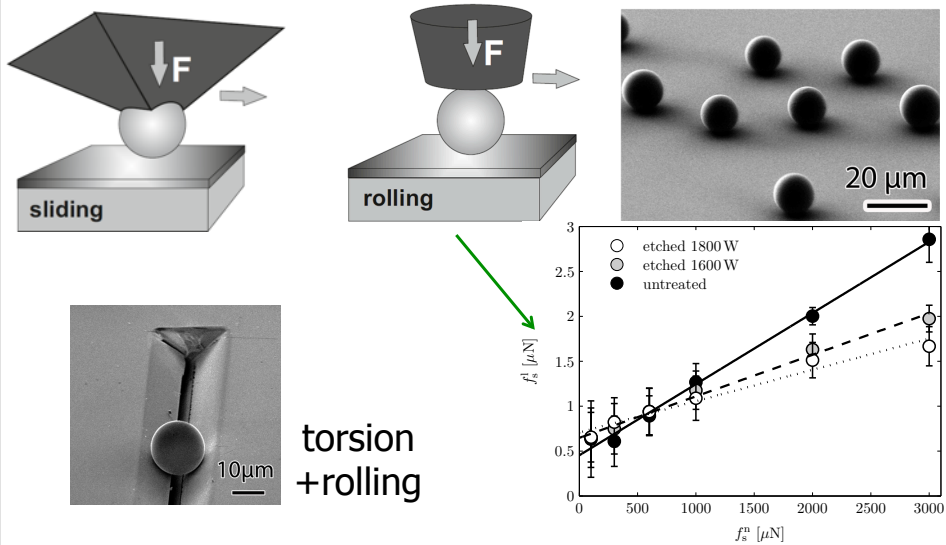 F
sliding
F
rolling
20 µm
etched 1800 W
etched 1600 W
untreated
3
2.5
2
1.5
1
0.5
0
0 500 1000 1500 2000 2500 3000
f_s^l [µN]
f_s^n [µN]
10µm
torsion
+rolling